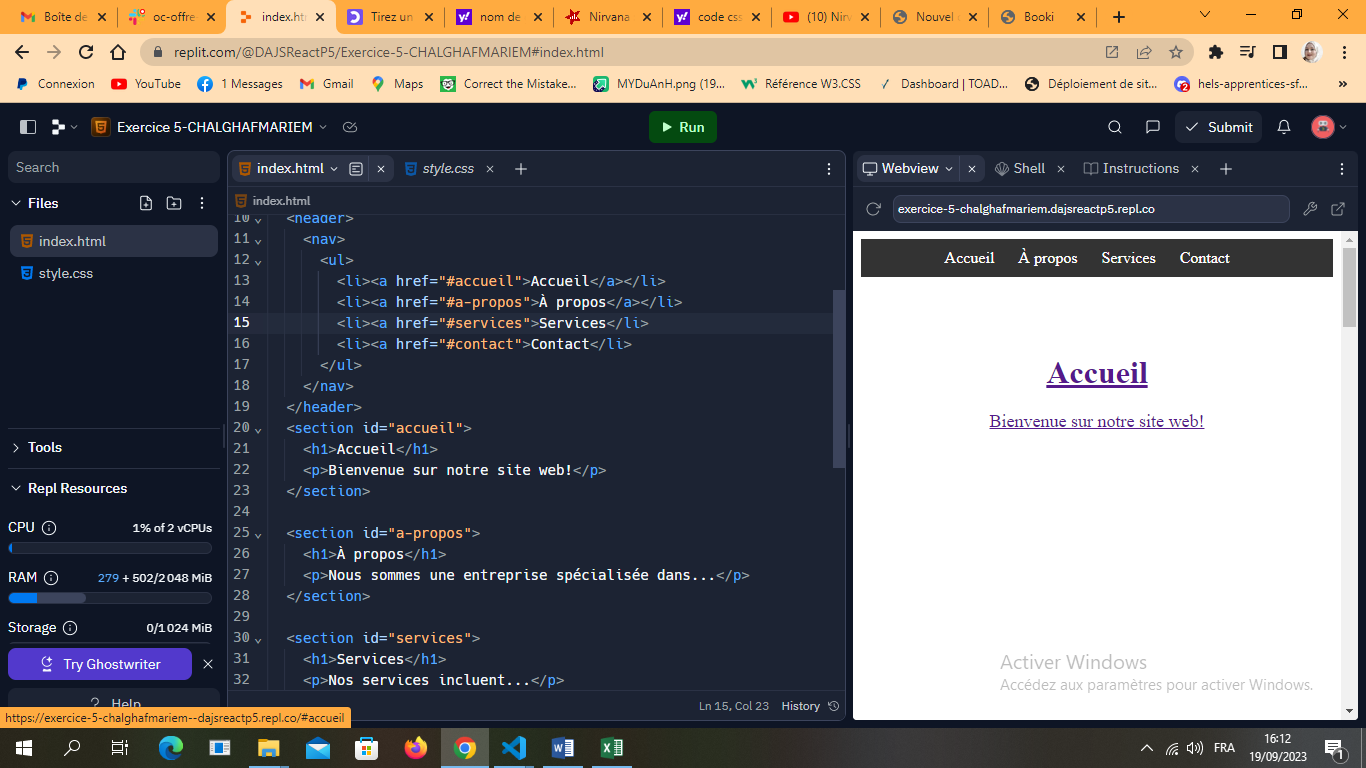 Boîte de
oc-offre
index.ht
Tirez un
nom de
Nirvana
code css
(10) Nirv
Nouvel
Booki
replit.com/@DAJSReactP5/Exercice-5-CHALGHAFMARIEM#index.html
Connexion
YouTube
1 Messages
Gmail
Maps
Correct the Mistake...
MYDuAnH.png (19...
Référence W3.CSS
Dashboard | TOAD...
Déploiement de sit...
hels-apprentices-sf...
Exercice 5-CHALGHAFMARIEM
Run
Submit
Search
Files
index.html
style.css
Tools
Repl Resources
CPU
1% of 2 vCPUs
RAM
279 + 502/2 048 MiB
Storage
0/1 024 MiB
Try Ghostwriter
Help
index.html
style.css
index.html
10 <header>
11 <nav>
12 <ul>
13 <li><a href="#accueil">Accueil</a></li>
14 <li><a href="#a-propos">À propos</a></li>
15 <li><a href="#services">Services</li>
16 <li><a href="#contact">Contact</li>
17 </ul>
18 </nav>
19 </header>
20 <section id="accueil">
21 <h1>Accueil</h1>
22 <p>Bienvenue sur notre site web!</p>
23 </section>
24
25 <section id="a-propos">
26 <h1>À propos</h1>
27 <p>Nous sommes une entreprise spécialisée dans...</p>
28 </section>
29
30 <section id="services">
31 <h1>Services</h1>
32 <p>Nos services incluent...</p>
Ln 15, Col 23
History
Webview
Shell
Instructions
exercice-5-chalghafmariem.dajsreactp5.repl.co
Accueil
À propos
Services
Contact
Accueil
Bienvenue sur notre site web!
Activer Windows
Accédez aux paramètres pour activer Windows.
https://exercice-5-chalghafmariem--dajsreactp5.repl.co/#accueil
FRA
16:12
19/09/2023
1